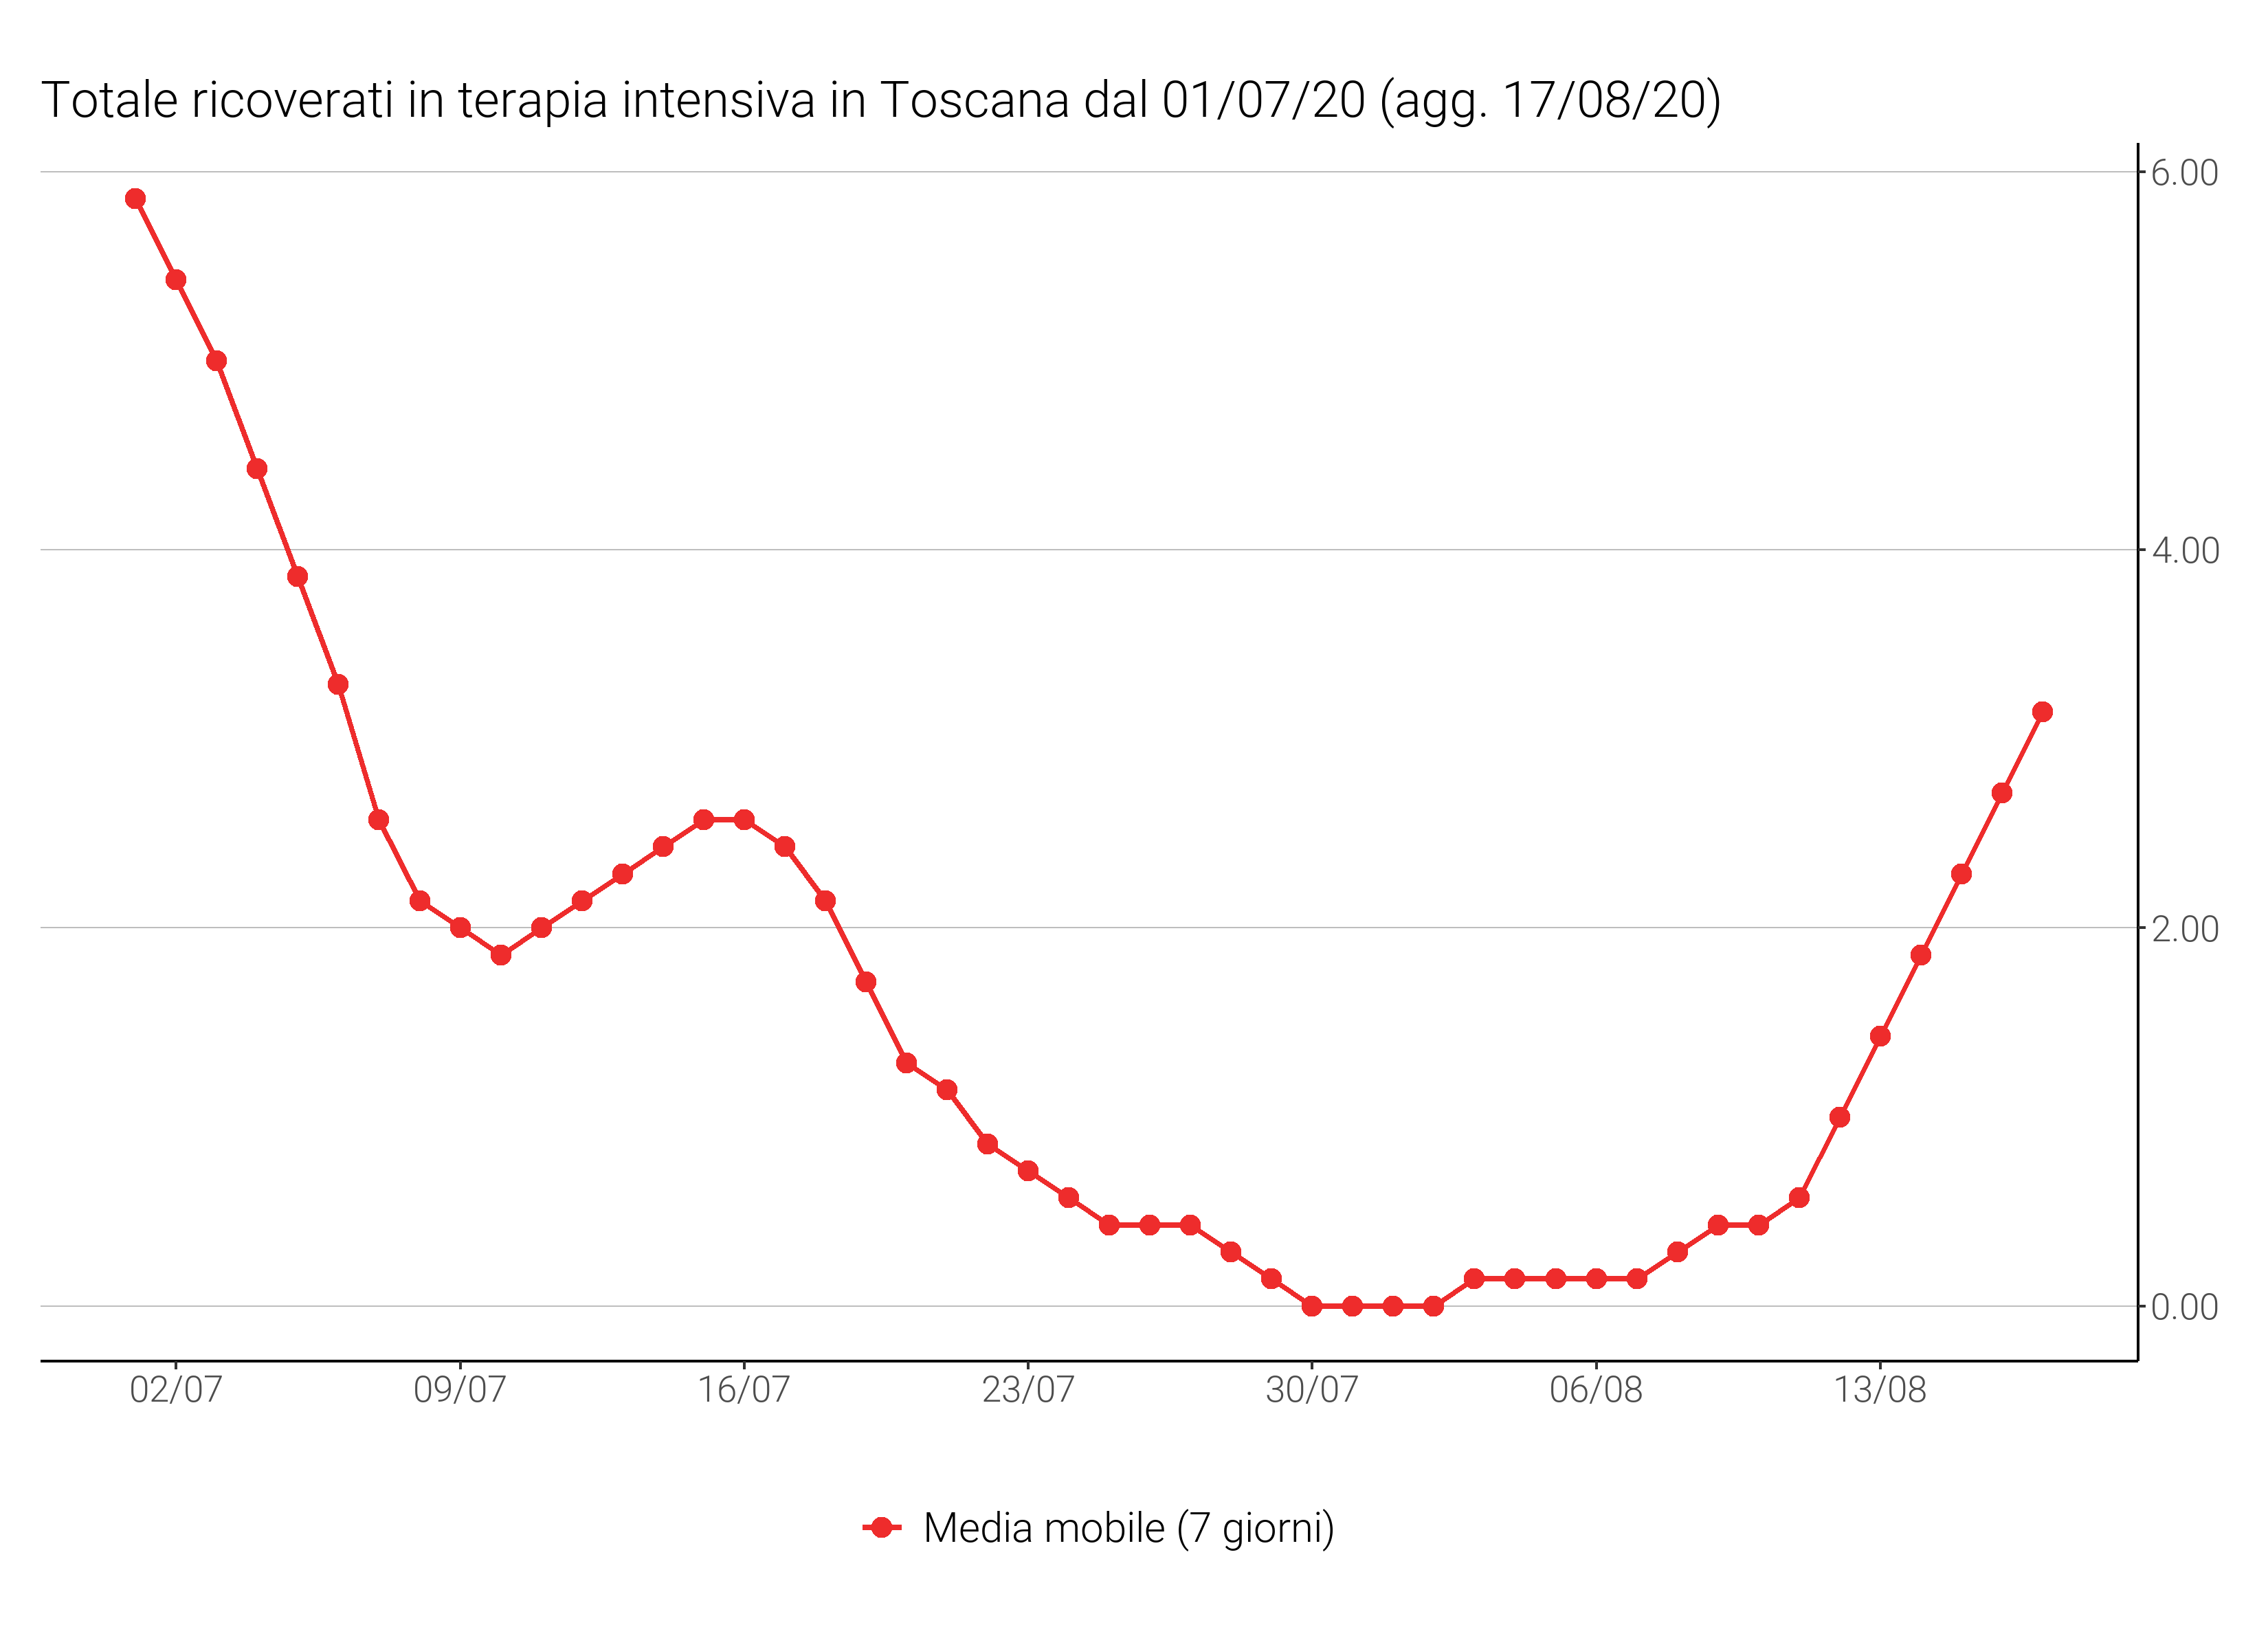 Totale ricoverati in terapia intensiva in Toscana dal 01/07/20 (agg. 17/08/20)
6.00
4.00
2.00
0.00
02/07 09/07 16/07 23/07 30/07 06/08 13/08
Media mobile (7 giorni)